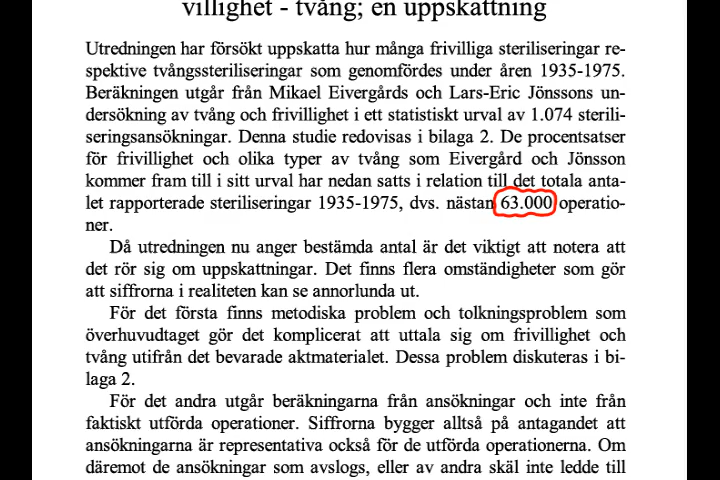 villighet - tvång; en uppskattning
Utredningen har försökt uppskatta hur många frivilliga steriliseringar re-
spektive tvångssteriliseringar som genomfördes under åren 1935-1975.
Beräkningen utgår från Mikael Eivergårds och Lars-Eric Jönssons un-
dersökning av tvång och frivillighet i ett statistiskt urval av 1.074 sterili-
seringsansökningar. Denna studie redovisas i bilaga 2. De procentsatser
för frivillighet och olika typer av tvång som Eivergård och Jönsson
kommer fram till i sitt urval har nedan satts i relation till det totala anta-
let rapporterade steriliseringar 1935-1975, dvs. nästan 63.000 operatio-
ner.
Då utredningen nu anger bestämda antal är det viktigt att notera att
det rör sig om uppskattningar. Det finns flera omständigheter som gör
att siffrorna i realiteten kan se annorlunda ut.
För det första finns metodiska problem och tolkningsproblem som
överhuvudtaget gör det komplicerat att uttala sig om frivillighet och
tvång utifrån det bevarade aktmaterialet. Dessa problem diskuteras i bi-
laga 2.
För det andra utgår beräkningarna från ansökningar och inte från
faktiskt utförda operationer. Siffrorna bygger alltså på antagandet att
ansökningarna är representativa också för de utförda operationerna. Om
däremot de ansökningar som avslogs, eller av andra skäl inte ledde till